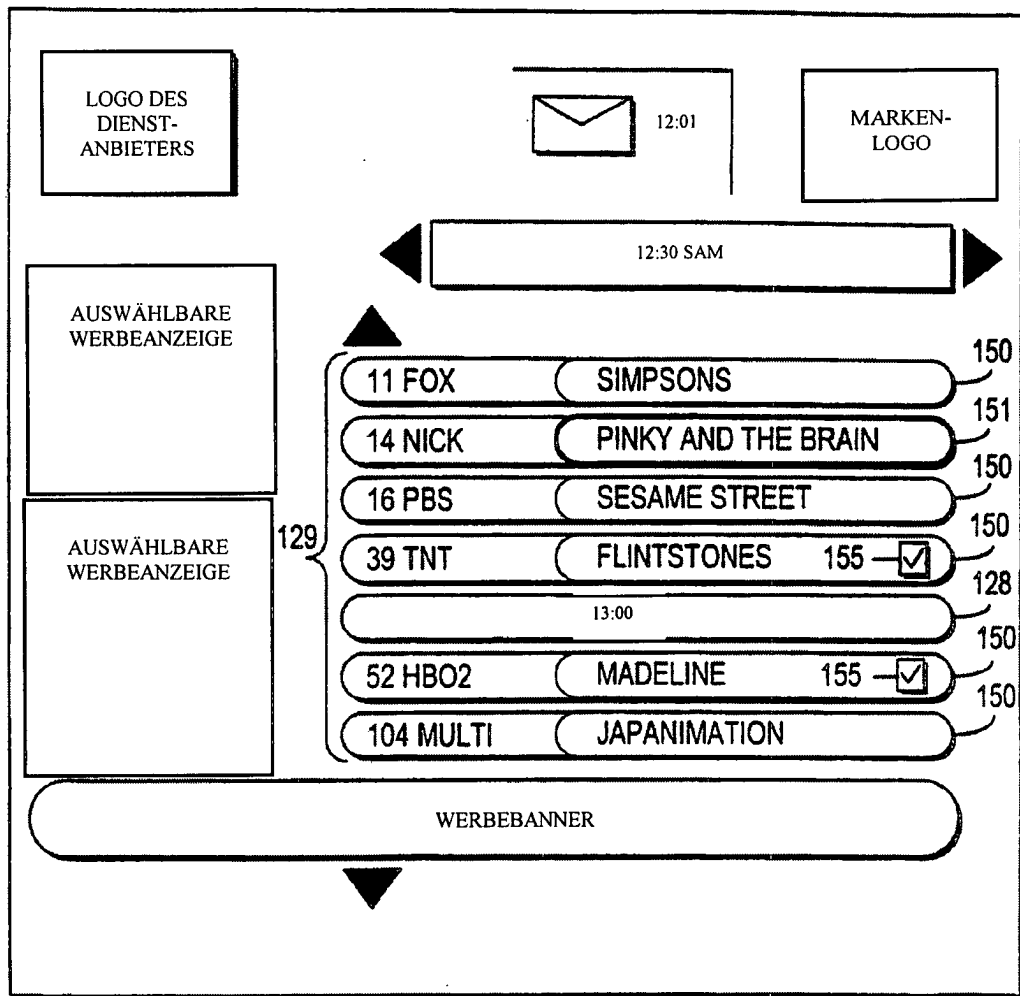 LOGO DES
DIENST-
ANBIETERS
12:01
MARKEN-
LOGO
12:30 SAM
AUSWÄHLBARE
WERBEANZEIGE
AUSWÄHLBARE
WERBEANZEIGE
129
11 FOX SIMPSONS 150
14 NICK PINKY AND THE BRAIN 151
16 PBS SESAME STREET 150
39 TNT FLINTSTONES 155 150
13:00 128
52 HBO2 MADELINE 155 150
104 MULTI JAPANIMATION 150
WERBEBANNER